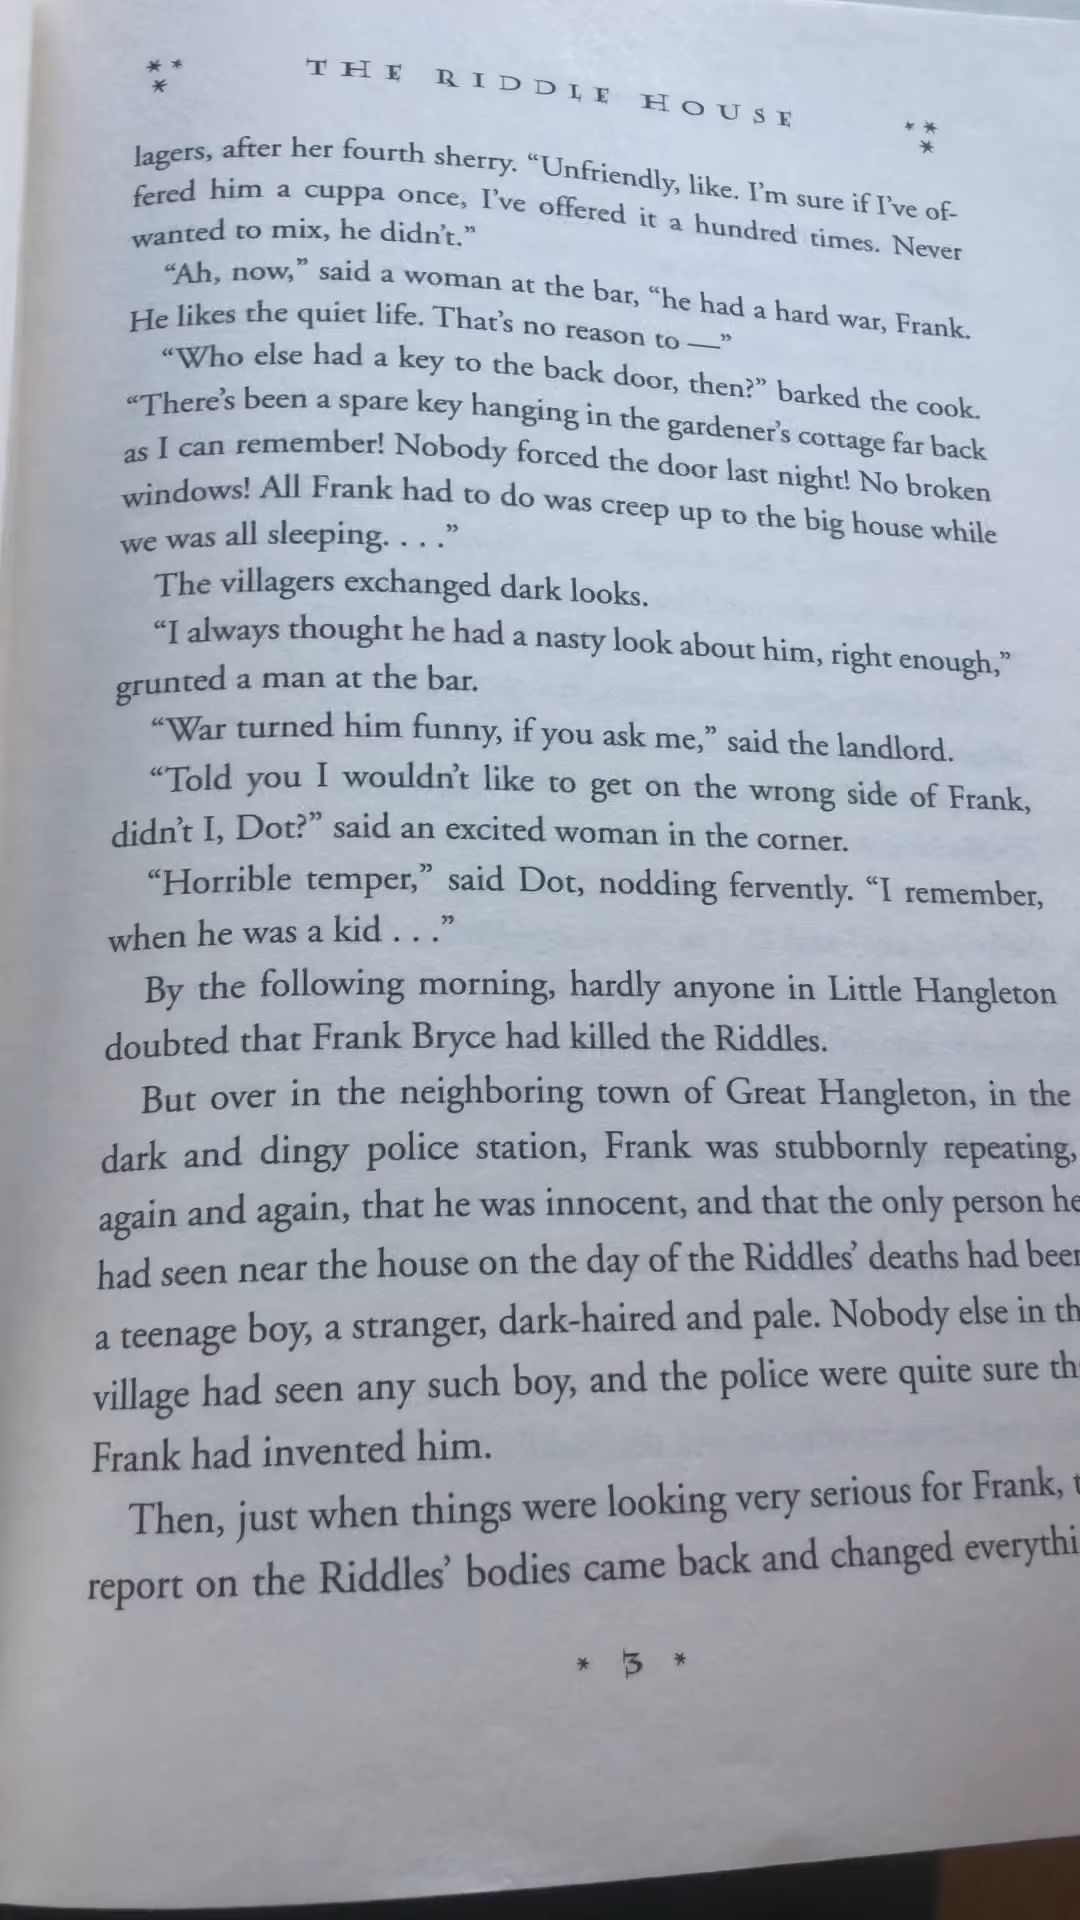 THE RIDDLE HOUSE
lagers, after her fourth sherry. “Unfriendly, like. I’m sure if I’ve of-
fered him a cuppa once, I’ve offered it a hundred times. Never
wanted to mix, he didn’t.”
“Ah, now,” said a woman at the bar, “he had a hard war, Frank.
He likes the quiet life. That’s no reason to —”
“Who else had a key to the back door, then?” barked the cook.
“There’s been a spare key hanging in the gardener’s cottage far back
as I can remember! Nobody forced the door last night! No broken
windows! All Frank had to do was creep up to the big house while
we was all sleeping. . . .”
The villagers exchanged dark looks.
“I always thought he had a nasty look about him, right enough,”
grunted a man at the bar.
“War turned him funny, if you ask me,” said the landlord.
“Told you I wouldn’t like to get on the wrong side of Frank,
didn’t I, Dot?” said an excited woman in the corner.
“Horrible temper,” said Dot, nodding fervently. “I remember,
when he was a kid . . .”
By the following morning, hardly anyone in Little Hangleton
doubted that Frank Bryce had killed the Riddles.
But over in the neighboring town of Great Hangleton, in the
dark and dingy police station, Frank was stubbornly repeating,
again and again, that he was innocent, and that the only person
had seen near the house on the day of the Riddles’ deaths had
a teenage boy, a stranger, dark-haired and pale. Nobody else in
village had seen any such boy, and the police were quite sure
Frank had invented him.
Then, just when things were looking very serious for Frank,
report on the Riddles’ bodies came back and changed
* 3 *